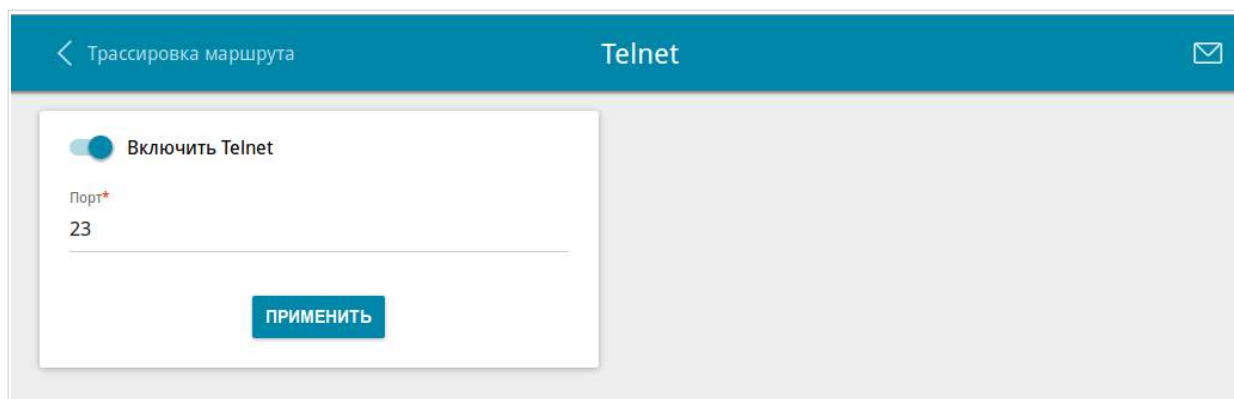 Трассировка маршрута
Telnet
Включить Telnet
Порт*
23
ПРИМЕНИТЬ